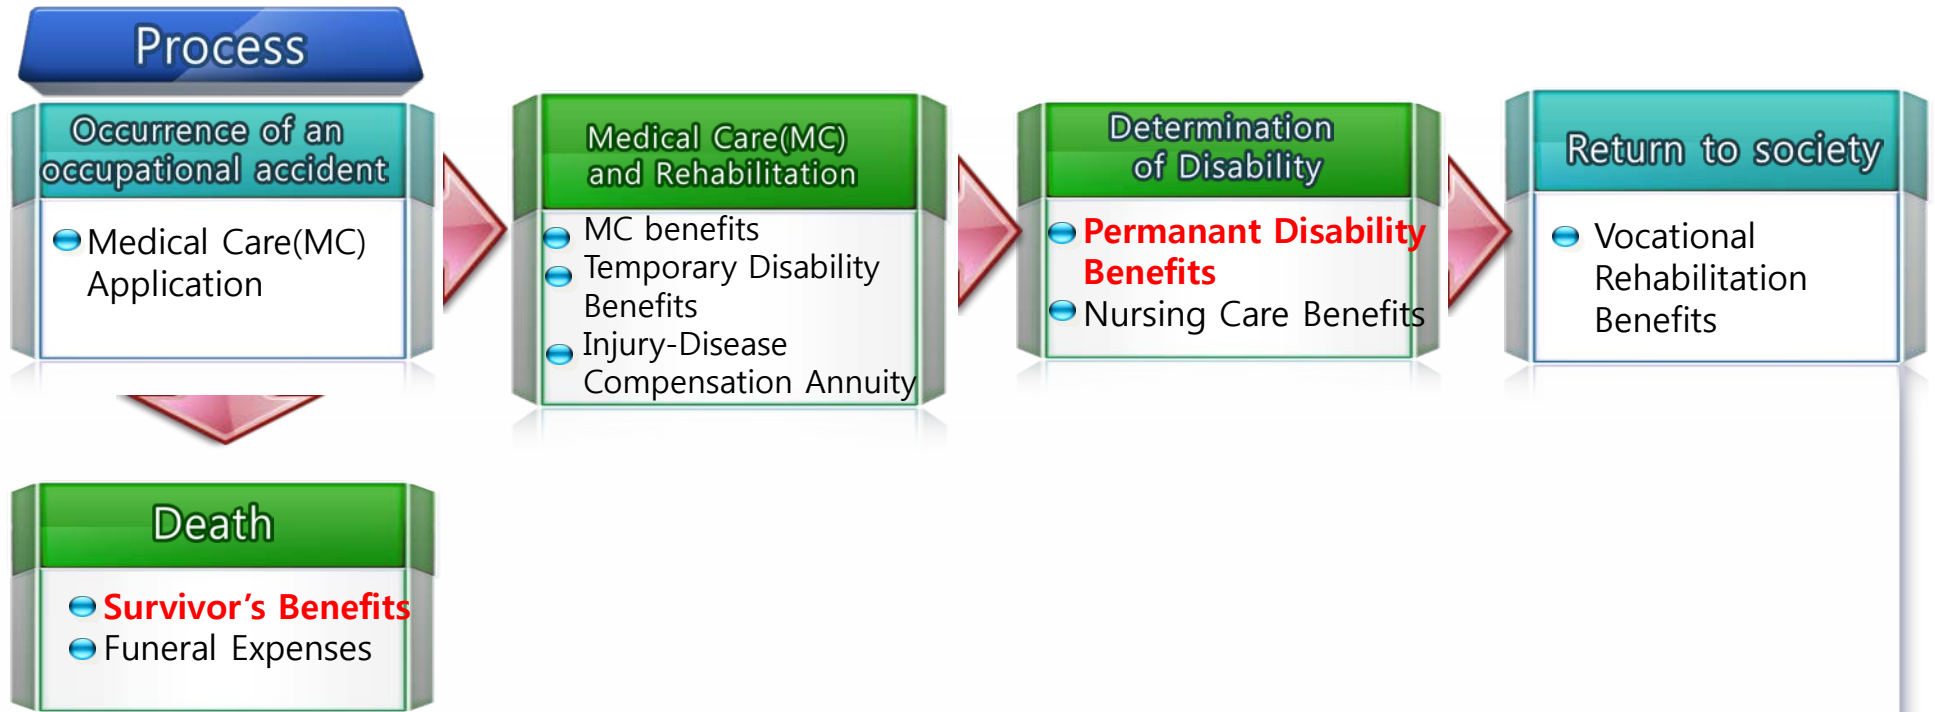 Process
Occurrence of an
occupational accident
Medical Care(MC)
Application
Medical Care(MC)
and Rehabilitation
MC benefits
Temporary Disability
Benefits
Injury-Disease
Compensation Annuity
Determination
of Disability
Permanant Disability
Benefits
Nursing Care Benefits
Return to society
Vocational
Rehabilitation
Benefits
Death
Survivor’s Benefits
Funeral Expenses